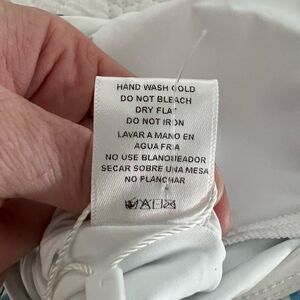 HAND WASH COLD
DO NOT BLEACH
DRY FLAT
DO NOT IRON
LAVAR A MANO EN
AGUA FRIA
NO USE BLANQUEADOR
SECAR SOBRE UNA MESA
NO PLANCHAR